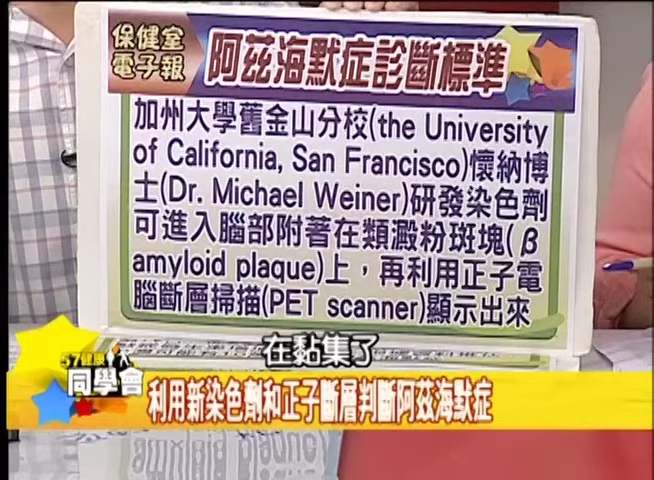 保健室
電子報
阿茲海默症診斷標準
加州大學舊金山分校(the University
of California, San Francisco)懷納博
士(Dr. Michael Weiner)研發染色劑
可進入腦部附著在類澱粉斑塊(β
amyloid plaque)上，再利用正子電
腦斷層掃描(PET scanner)顯示出來
在黏集了
57健康
同學會
利用新染色劑和正子斷層判斷阿茲海默症